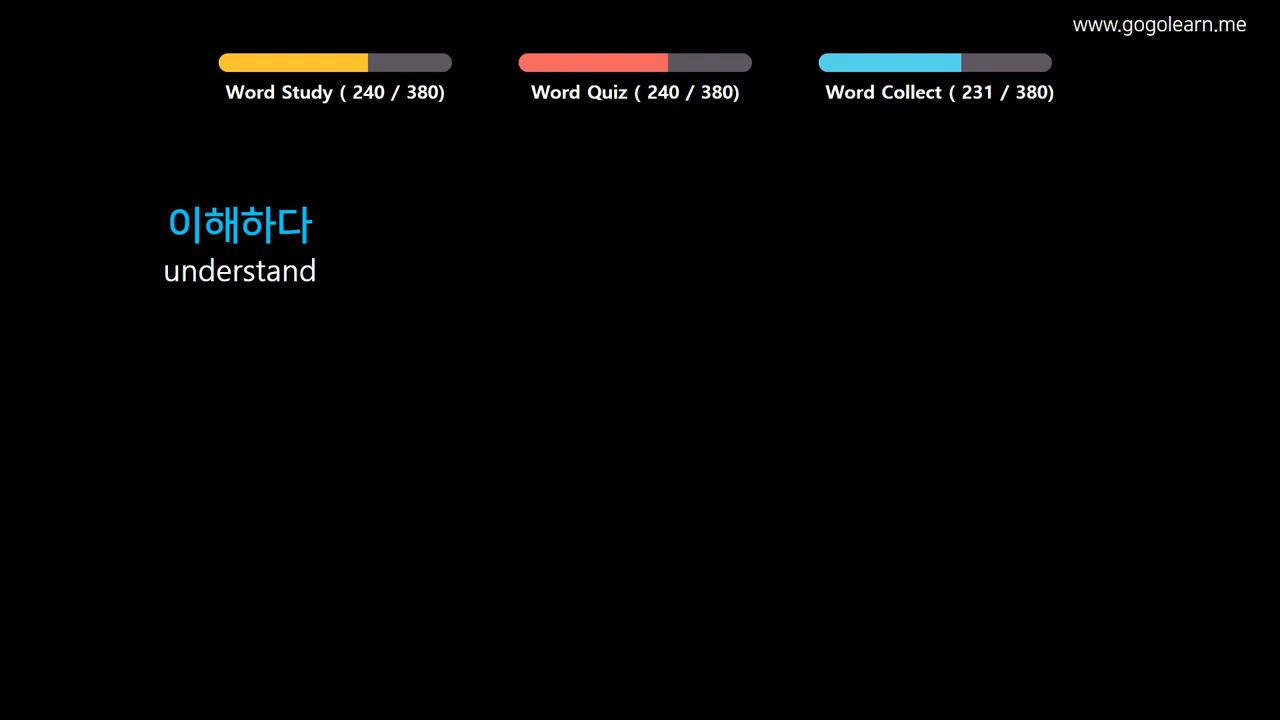 www.gogolearn.me
Word Study ( 240 / 380)
Word Quiz ( 240 / 380)
Word Collect ( 231 / 380)
이해하다
understand